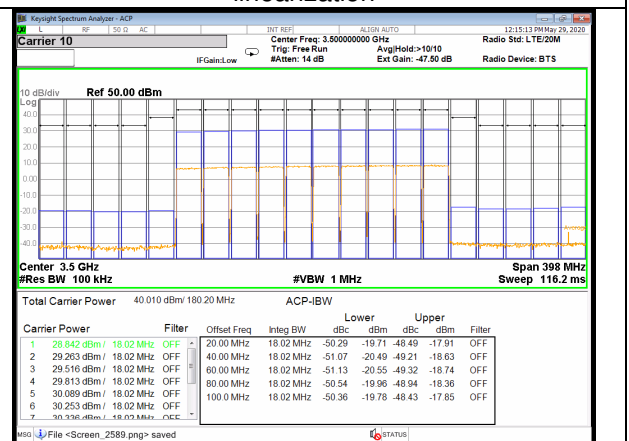 Keysight Spectrum Analyzer - ACP
L RF 50 Ω AC INT REF ALIGN AUTO 12:15:13 PM May 29, 2020
Carrier 10 Center Freq: 3.500000000 GHz Radio Std: LTE/20M
Trig: Free Run Avg|Hold:>10/10
IFGain:Low #Atten: 14 dB Ext Gain: -47.50 dB Radio Device: BTS
10 dB/div Ref 50.00 dBm
Log
40.0
30.0
20.0
10.0
0.00
-10.0
-20.0
-30.0
-40.0
Center 3.5 GHz Span 398 MHz
#Res BW 100 kHz #VBW 1 MHz Sweep 116.2 ms
Total Carrier Power 40.010 dBm/ 180.20 MHz ACP-IBW
Lower Upper
Carrier Power Filter Offset Freq Integ BW dBc dBm dBc dBm Filter
1 28.842 dBm / 18.02 MHz OFF 20.00 MHz 18.02 MHz -50.29 -19.71 -48.49 -17.91 OFF
2 29.263 dBm / 18.02 MHz OFF 40.00 MHz 18.02 MHz -51.07 -20.49 -49.21 -18.63 OFF
3 29.516 dBm / 18.02 MHz OFF 60.00 MHz 18.02 MHz -51.13 -20.55 -49.32 -18.74 OFF
4 29.813 dBm / 18.02 MHz OFF 80.00 MHz 18.02 MHz -50.54 -19.96 -48.94 -18.36 OFF
5 30.089 dBm / 18.02 MHz OFF 100.0 MHz 18.02 MHz -50.36 -19.78 -48.43 -17.85 OFF
6 30.253 dBm / 18.02 MHz OFF
7 30.336 dBm / 18.02 MHz OFF
MSG File <Screen_2589.png> saved STATUS